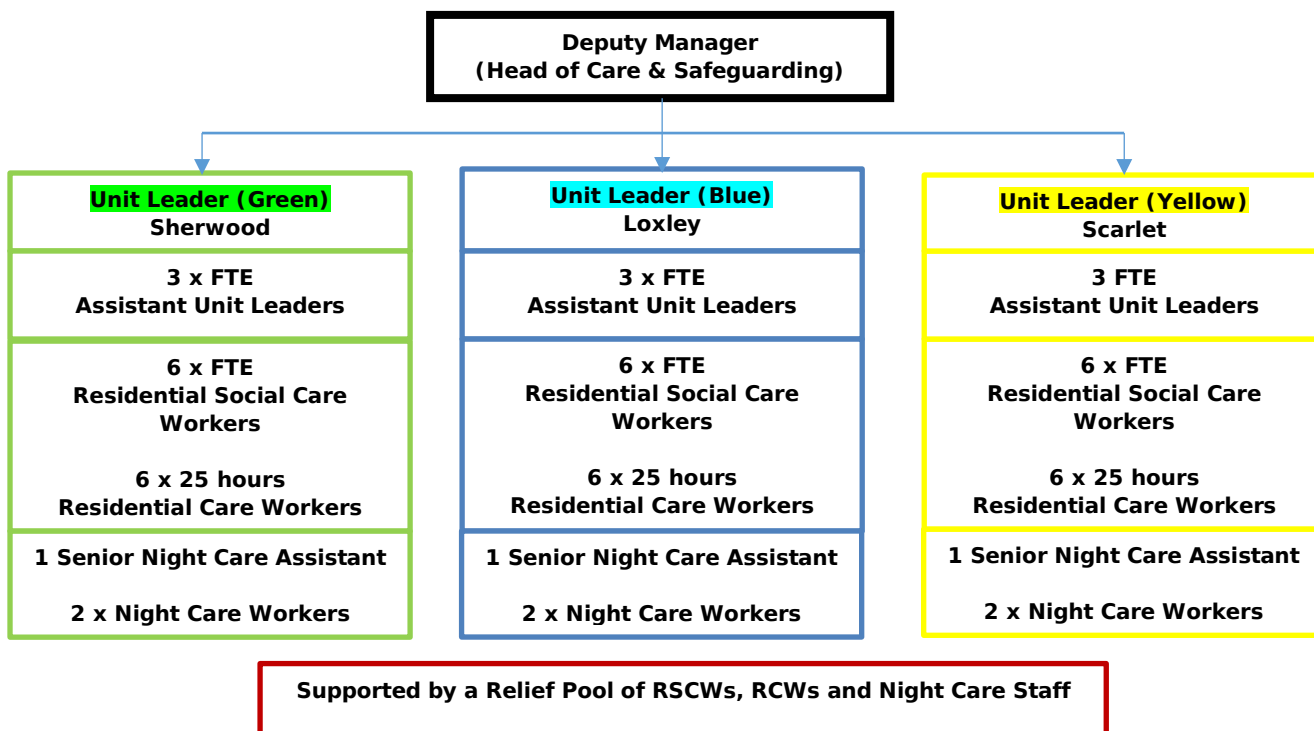 Deputy Manager
(Head of Care & Safeguarding)
Unit Leader (Green)
Sherwood
3 x FTE
Assistant Unit Leaders
6 x FTE
Residential Social Care
Workers
6 x 25 hours
Residential Care Workers
1 Senior Night Care Assistant
2 x Night Care Workers
Unit Leader (Blue)
Loxley
3 x FTE
Assistant Unit Leaders
6 x FTE
Residential Social Care
Workers
6 x 25 hours
Residential Care Workers
1 Senior Night Care Assistant
2 x Night Care Workers
Unit Leader (Yellow)
Scarlet
3 FTE
Assistant Unit Leaders
6 x FTE
Residential Social Care
Workers
6 x 25 hours
Residential Care Workers
1 Senior Night Care Assistant
2 x Night Care Workers
Supported by a Relief Pool of RSCWs, RCWs and Night Care Staff